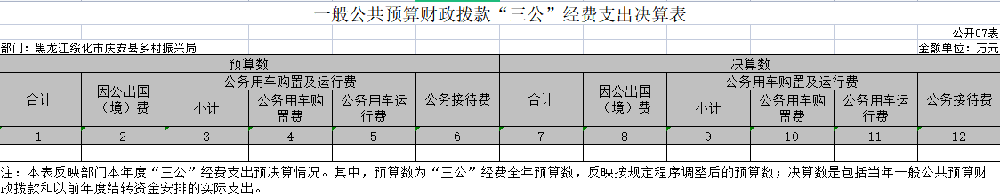 一般公共预算财政拨款“三公”经费支出决算表
公开07表
部门：黑龙江绥化市庆安县乡村振兴局 金额单位：万元
预算数 决算数
合计 因公出国（境）费 公务用车购置及运行费 公务接待费 合计 因公出国（境）费 公务用车购置及运行费 公务接待费
小计 公务用车购置费 公务用车运行费 小计 公务用车购置费 公务用车运行费
1 2 3 4 5 6 7 8 9 10 11 12
注：本表反映部门本年度“三公”经费支出预决算情况。其中，预算数为“三公”经费全年预算数，反映按规定程序调整后的预算数；决算数是包括当年一般公共预算财
政拨款和以前年度结转资金安排的实际支出。